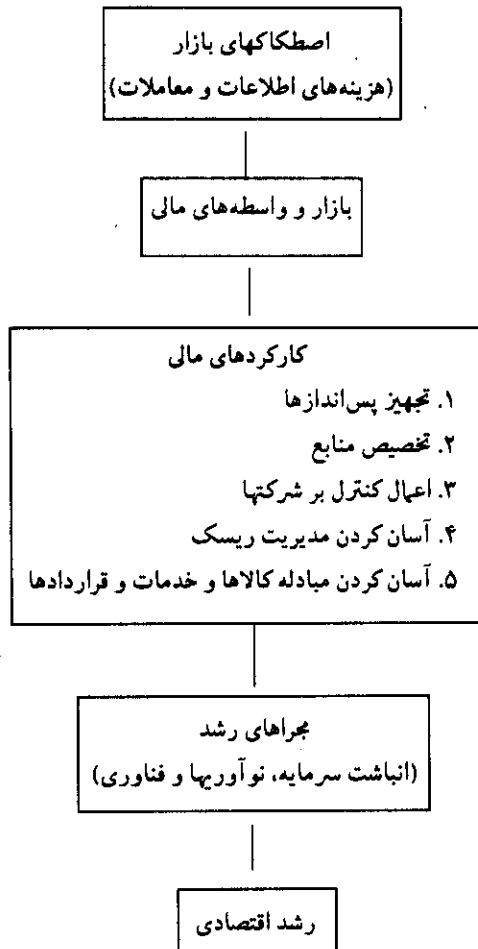 اصطکاکهای بازار
(هزینه‌های اطلاعات و معاملات)
بازار و واسطه‌های مالی
کارکردهای مالی
۱. تجهیز پس‌اندازها
۲. تخصیص منابع
۳. اعمال کنترل بر شرکتها
۴. آسان کردن مدیریت ریسک
۵. آسان کردن مبادله کالاها و خدمات و قراردادها
مجراهای رشد
(انباشت سرمایه، نوآوریها و فناوری)
رشد اقتصادی